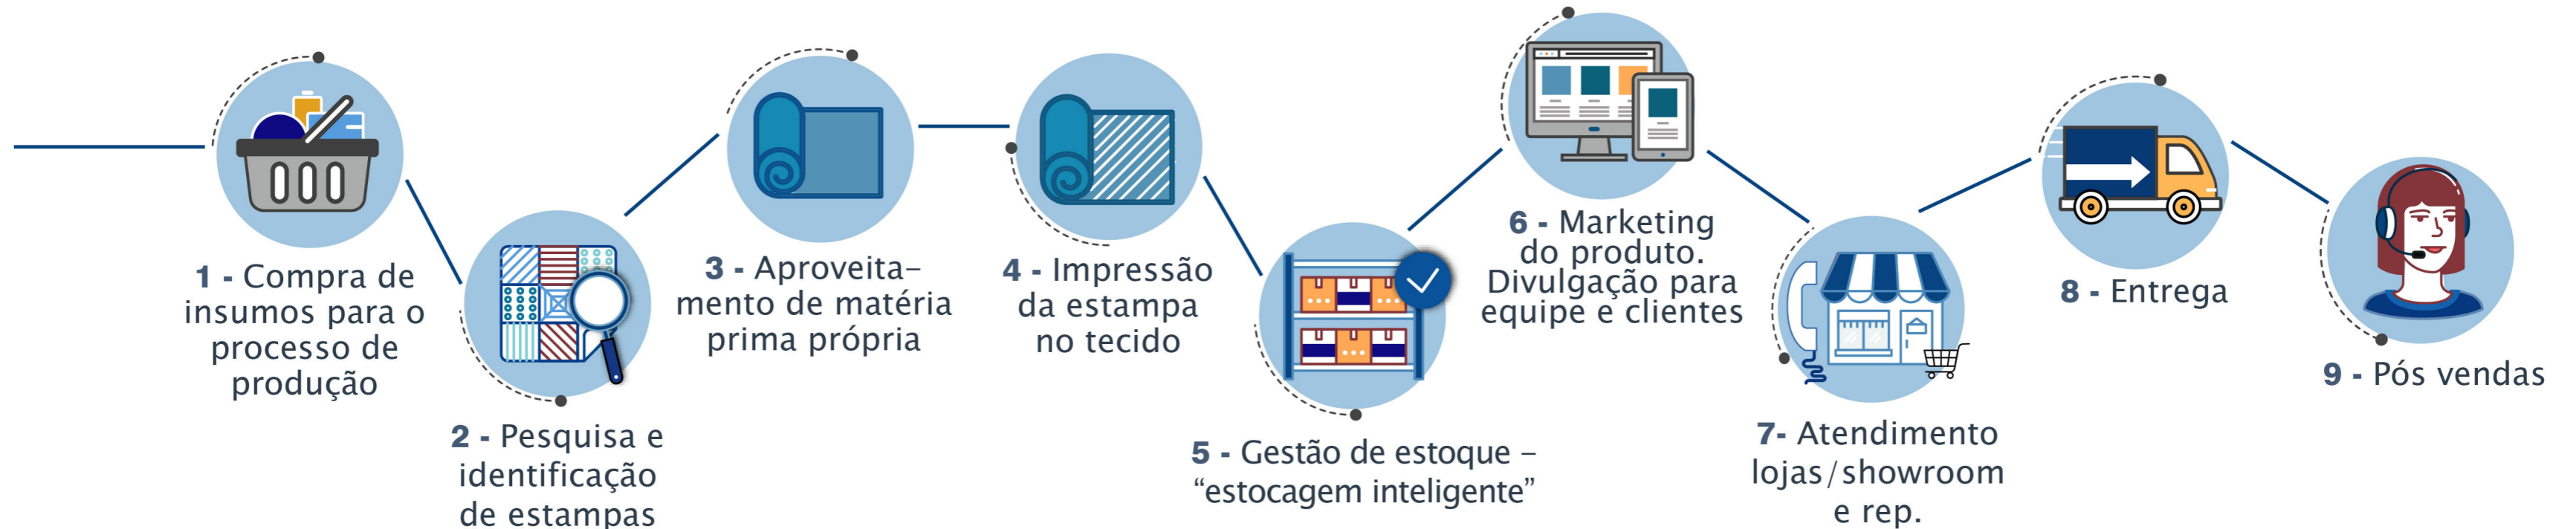 1 - Compra de
insumos para o
processo de
produção
2 - Pesquisa e
identificação
de estampas
3 - Aproveita-
mento de matéria
prima própria
4 - Impressão
da estampa
no tecido
5 - Gestão de estoque –
“estocagem inteligente”
6 - Marketing
do produto.
Divulgação para
equipe e clientes
7- Atendimento
lojas/showroom
e rep.
8 - Entrega
9 - Pós vendas